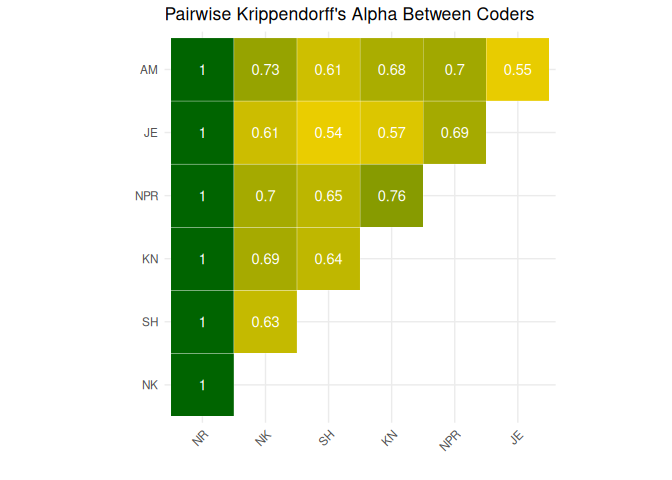 Pairwise Krippendorff's Alpha Between Coders
AM 1 0.73 0.61 0.68 0.7 0.55
JE 1 0.61 0.54 0.57 0.69
NPR 1 0.7 0.65 0.76
KN 1 0.69 0.64
SH 1 0.63
NK 1
NR NK SH KN NPR JE